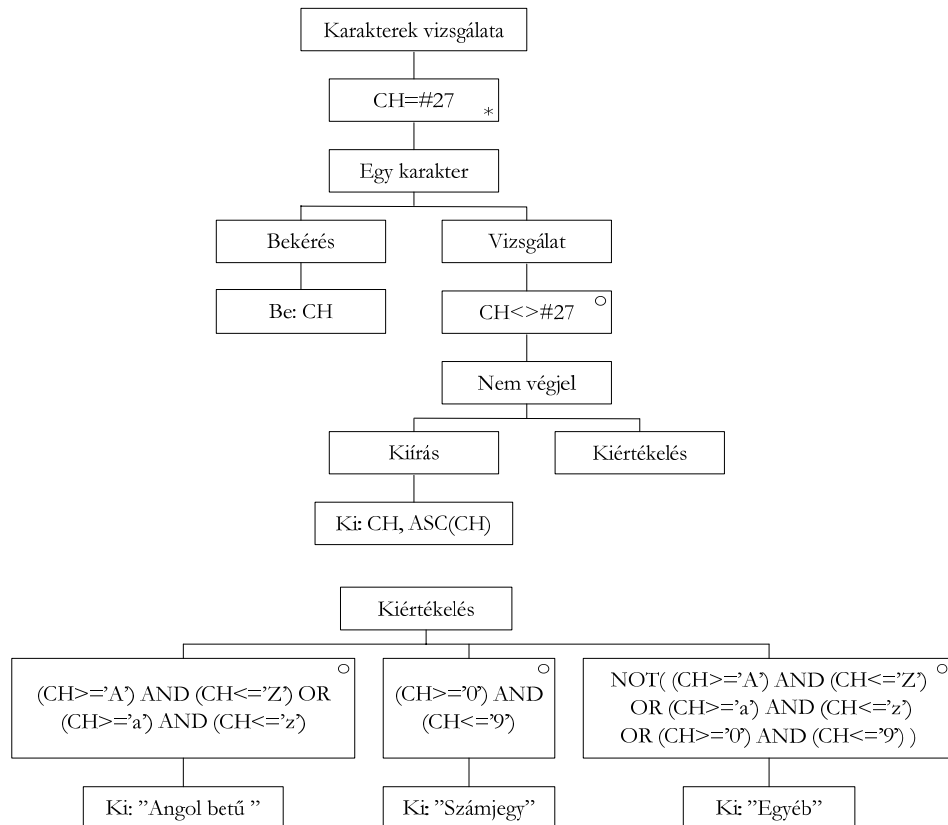 Karakterek vizsgálata
CH=#27
*
Egy karakter
Bekérés
Vizsgálat
Be: CH
CH<>#27
Nem végjel
Kiírás
Kiértékelés
Ki: CH, ASC(CH)
Kiértékelés
(CH>='A') AND (CH<='Z') OR
(CH>='a') AND (CH<='z')
(CH>='0') AND
(CH<='9')
NOT( (CH>='A') AND (CH<='Z')
OR (CH>='a') AND (CH<='z')
OR (CH>='0') AND (CH<='9') )
Ki: ”Angol betű ”
Ki: ”Számjegy”
Ki: ”Egyéb”